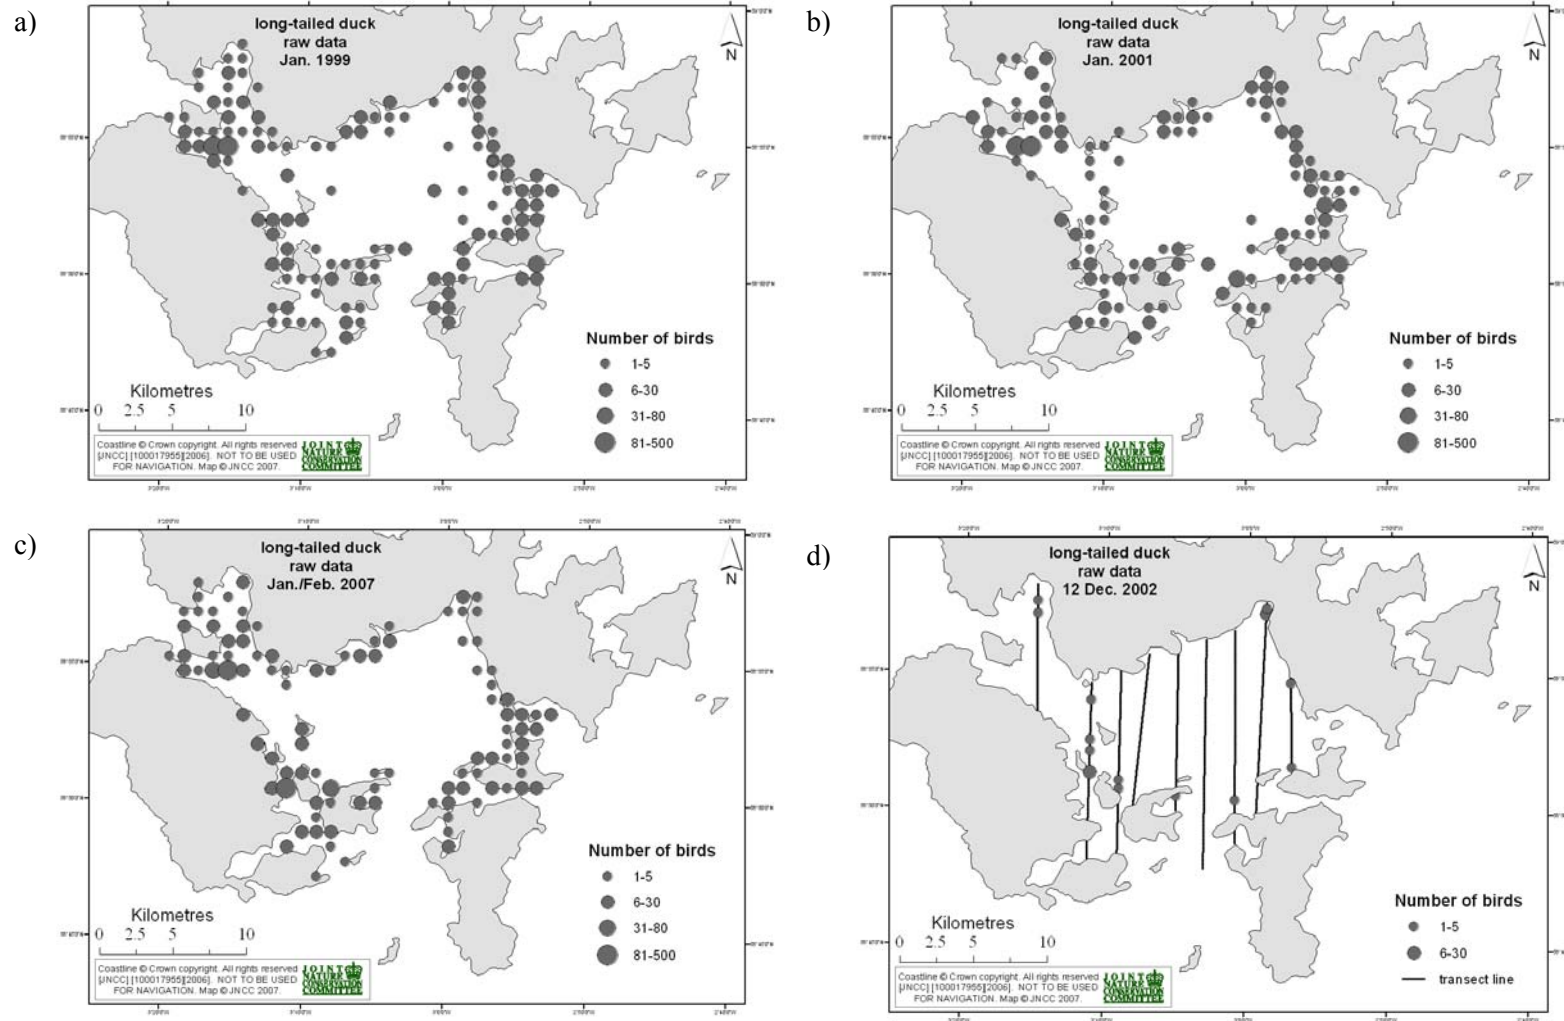 a)
long-tailed duck
raw data
Jan. 1999
N
Number of birds
1-5
6-30
31-80
81-500
Kilometres
0 2.5 5 10
Coastline © Crown copyright. All rights reserved
[JNCC] [100017955][2006]. NOT TO BE USED
FOR NAVIGATION. Map © JNCC 2007.
JOINT
NATURE
CONSERVATION
COMMITTEE
b)
long-tailed duck
raw data
Jan. 2001
N
Number of birds
1-5
6-30
31-80
81-500
Kilometres
0 2.5 5 10
Coastline © Crown copyright. All rights reserved
[JNCC] [100017955][2006]. NOT TO BE USED
FOR NAVIGATION. Map © JNCC 2007.
JOINT
NATURE
CONSERVATION
COMMITTEE
c)
long-tailed duck
raw data
Jan./Feb. 2007
N
Number of birds
1-5
6-30
31-80
81-500
Kilometres
0 2.5 5 10
Coastline © Crown copyright. All rights reserved
[JNCC] [100017955][2006]. NOT TO BE USED
FOR NAVIGATION. Map © JNCC 2007.
JOINT
NATURE
CONSERVATION
COMMITTEE
d)
long-tailed duck
raw data
12 Dec. 2002
N
Number of birds
1-5
6-30
transect line
Kilometres
0 2.5 5 10
Coastline © Crown copyright. All rights reserved
[JNCC] [100017955][2006]. NOT TO BE USED
FOR NAVIGATION. Map © JNCC 2007.
JOINT
NATURE
CONSERVATION
COMMITTEE